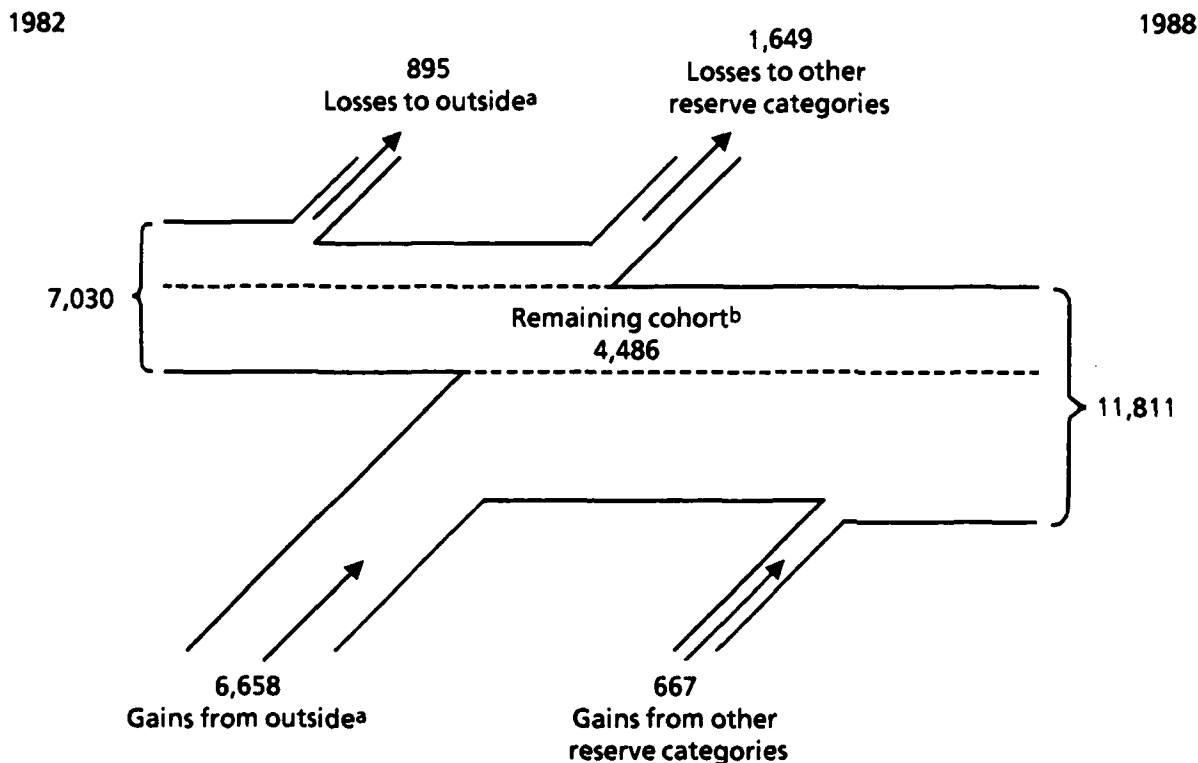 1982
1988
895
Losses to outsideᵃ
1,649
Losses to other
reserve categories
7,030
Remaining cohortᵇ
4,486
11,811
6,658
Gains from outsideᵃ
667
Gains from other
reserve categories